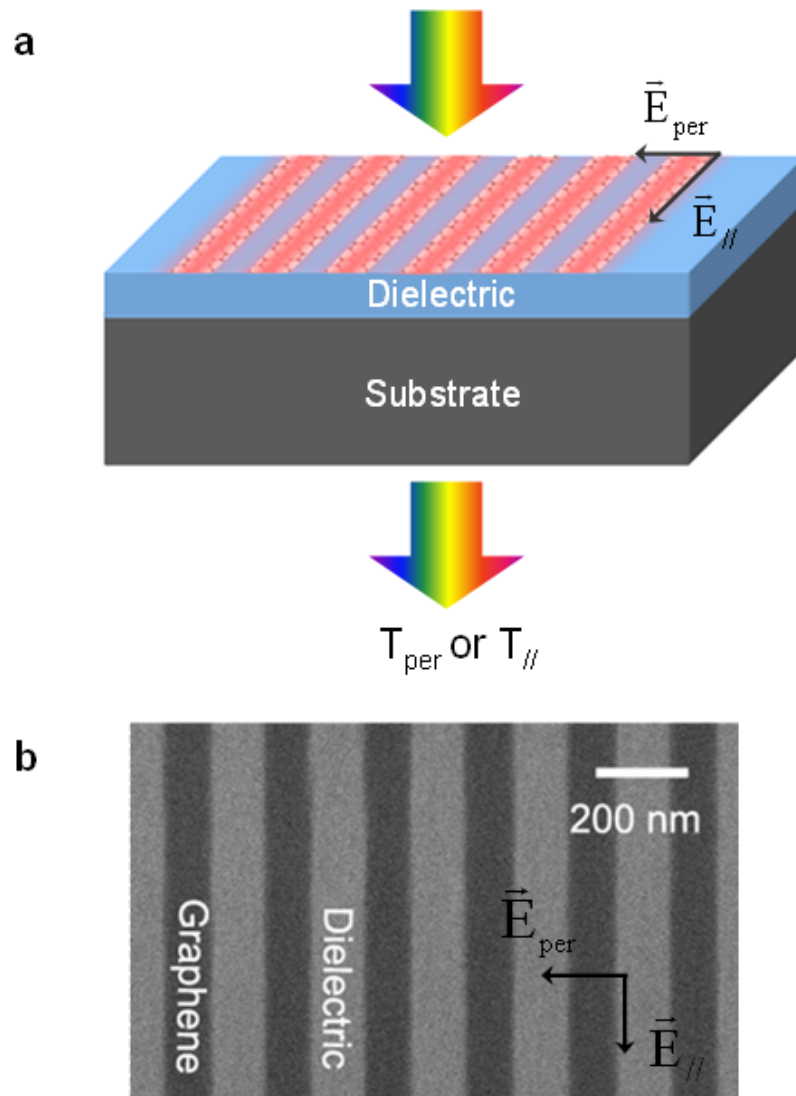 a
E⃗per
E⃗//
Dielectric
Substrate
Tper or T//
b
200 nm
Graphene
Dielectric
E⃗per
E⃗//